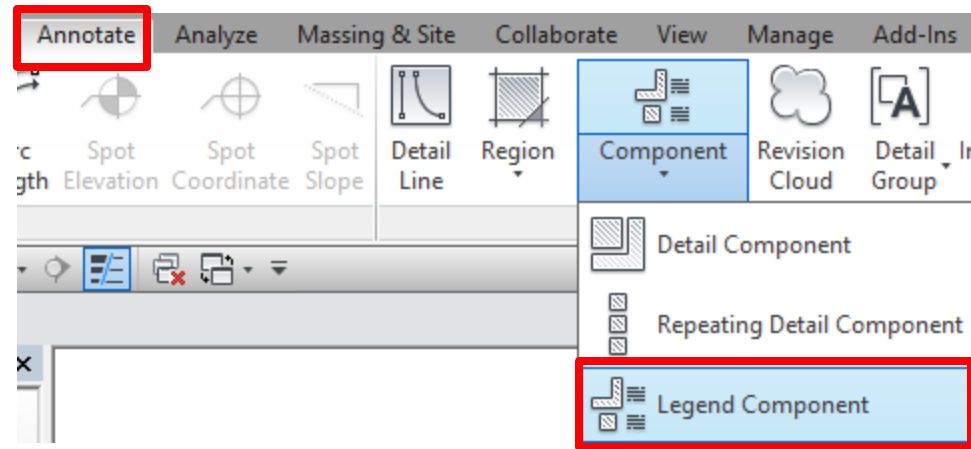 Annotate Analyze Massing & Site Collaborate View Manage Add-Ins
Spot Spot Spot Detail Region Component Revision Detail
Elevation Coordinate Slope Line Cloud Group
Detail Component
Repeating Detail Component
Legend Component